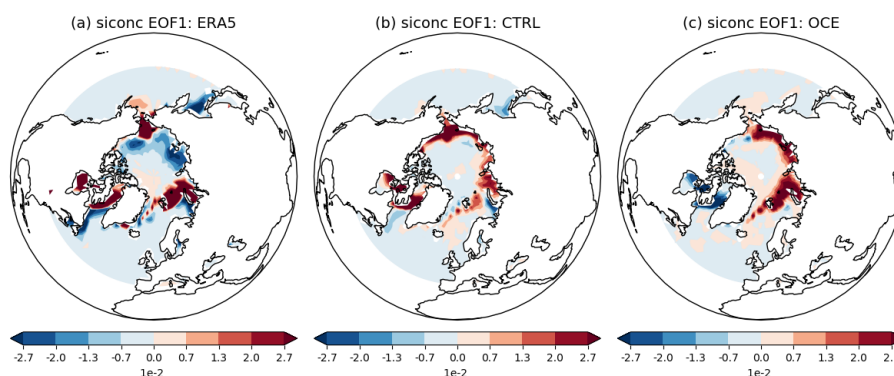 (a) siconc EOF1: ERA5
(b) siconc EOF1: CTRL
(c) siconc EOF1: OCE
-2.7 -2.0 -1.3 -0.7 0.0 0.7 1.3 2.0 2.7
1e-2
-2.7 -2.0 -1.3 -0.7 0.0 0.7 1.3 2.0 2.7
1e-2
-2.7 -2.0 -1.3 -0.7 0.0 0.7 1.3 2.0
1e-2